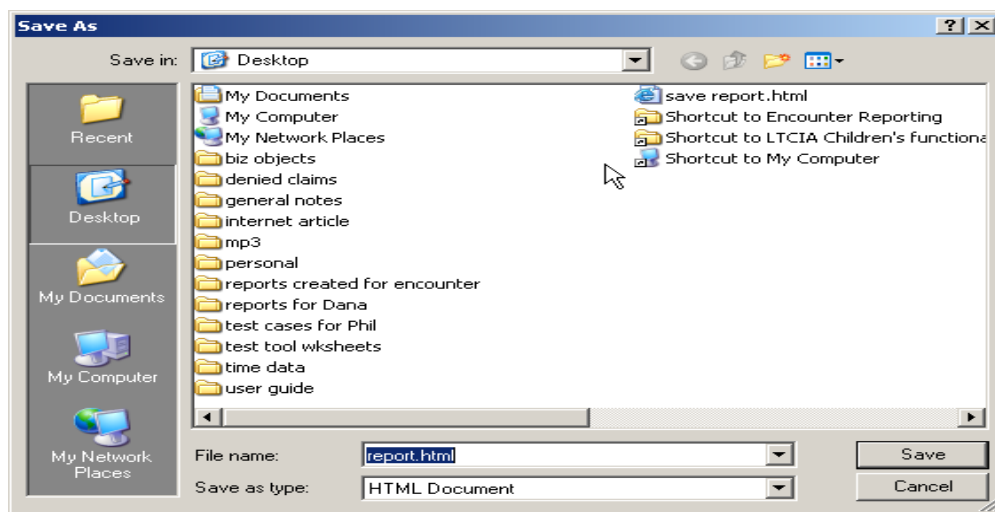 Save As
Save in: Desktop
Recent
Desktop
My Documents
My Computer
My Network
Places
My Documents
My Computer
My Network Places
biz objects
denied claims
general notes
internet article
mp3
personal
reports created for encounter
reports for Dana
test cases for Phil
test tool wksheets
time data
user guide
save report.html
Shortcut to Encounter Reporting
Shortcut to LTCIA Children's functiona
Shortcut to My Computer
File name: report.html Save
Save as type: HTML Document Cancel